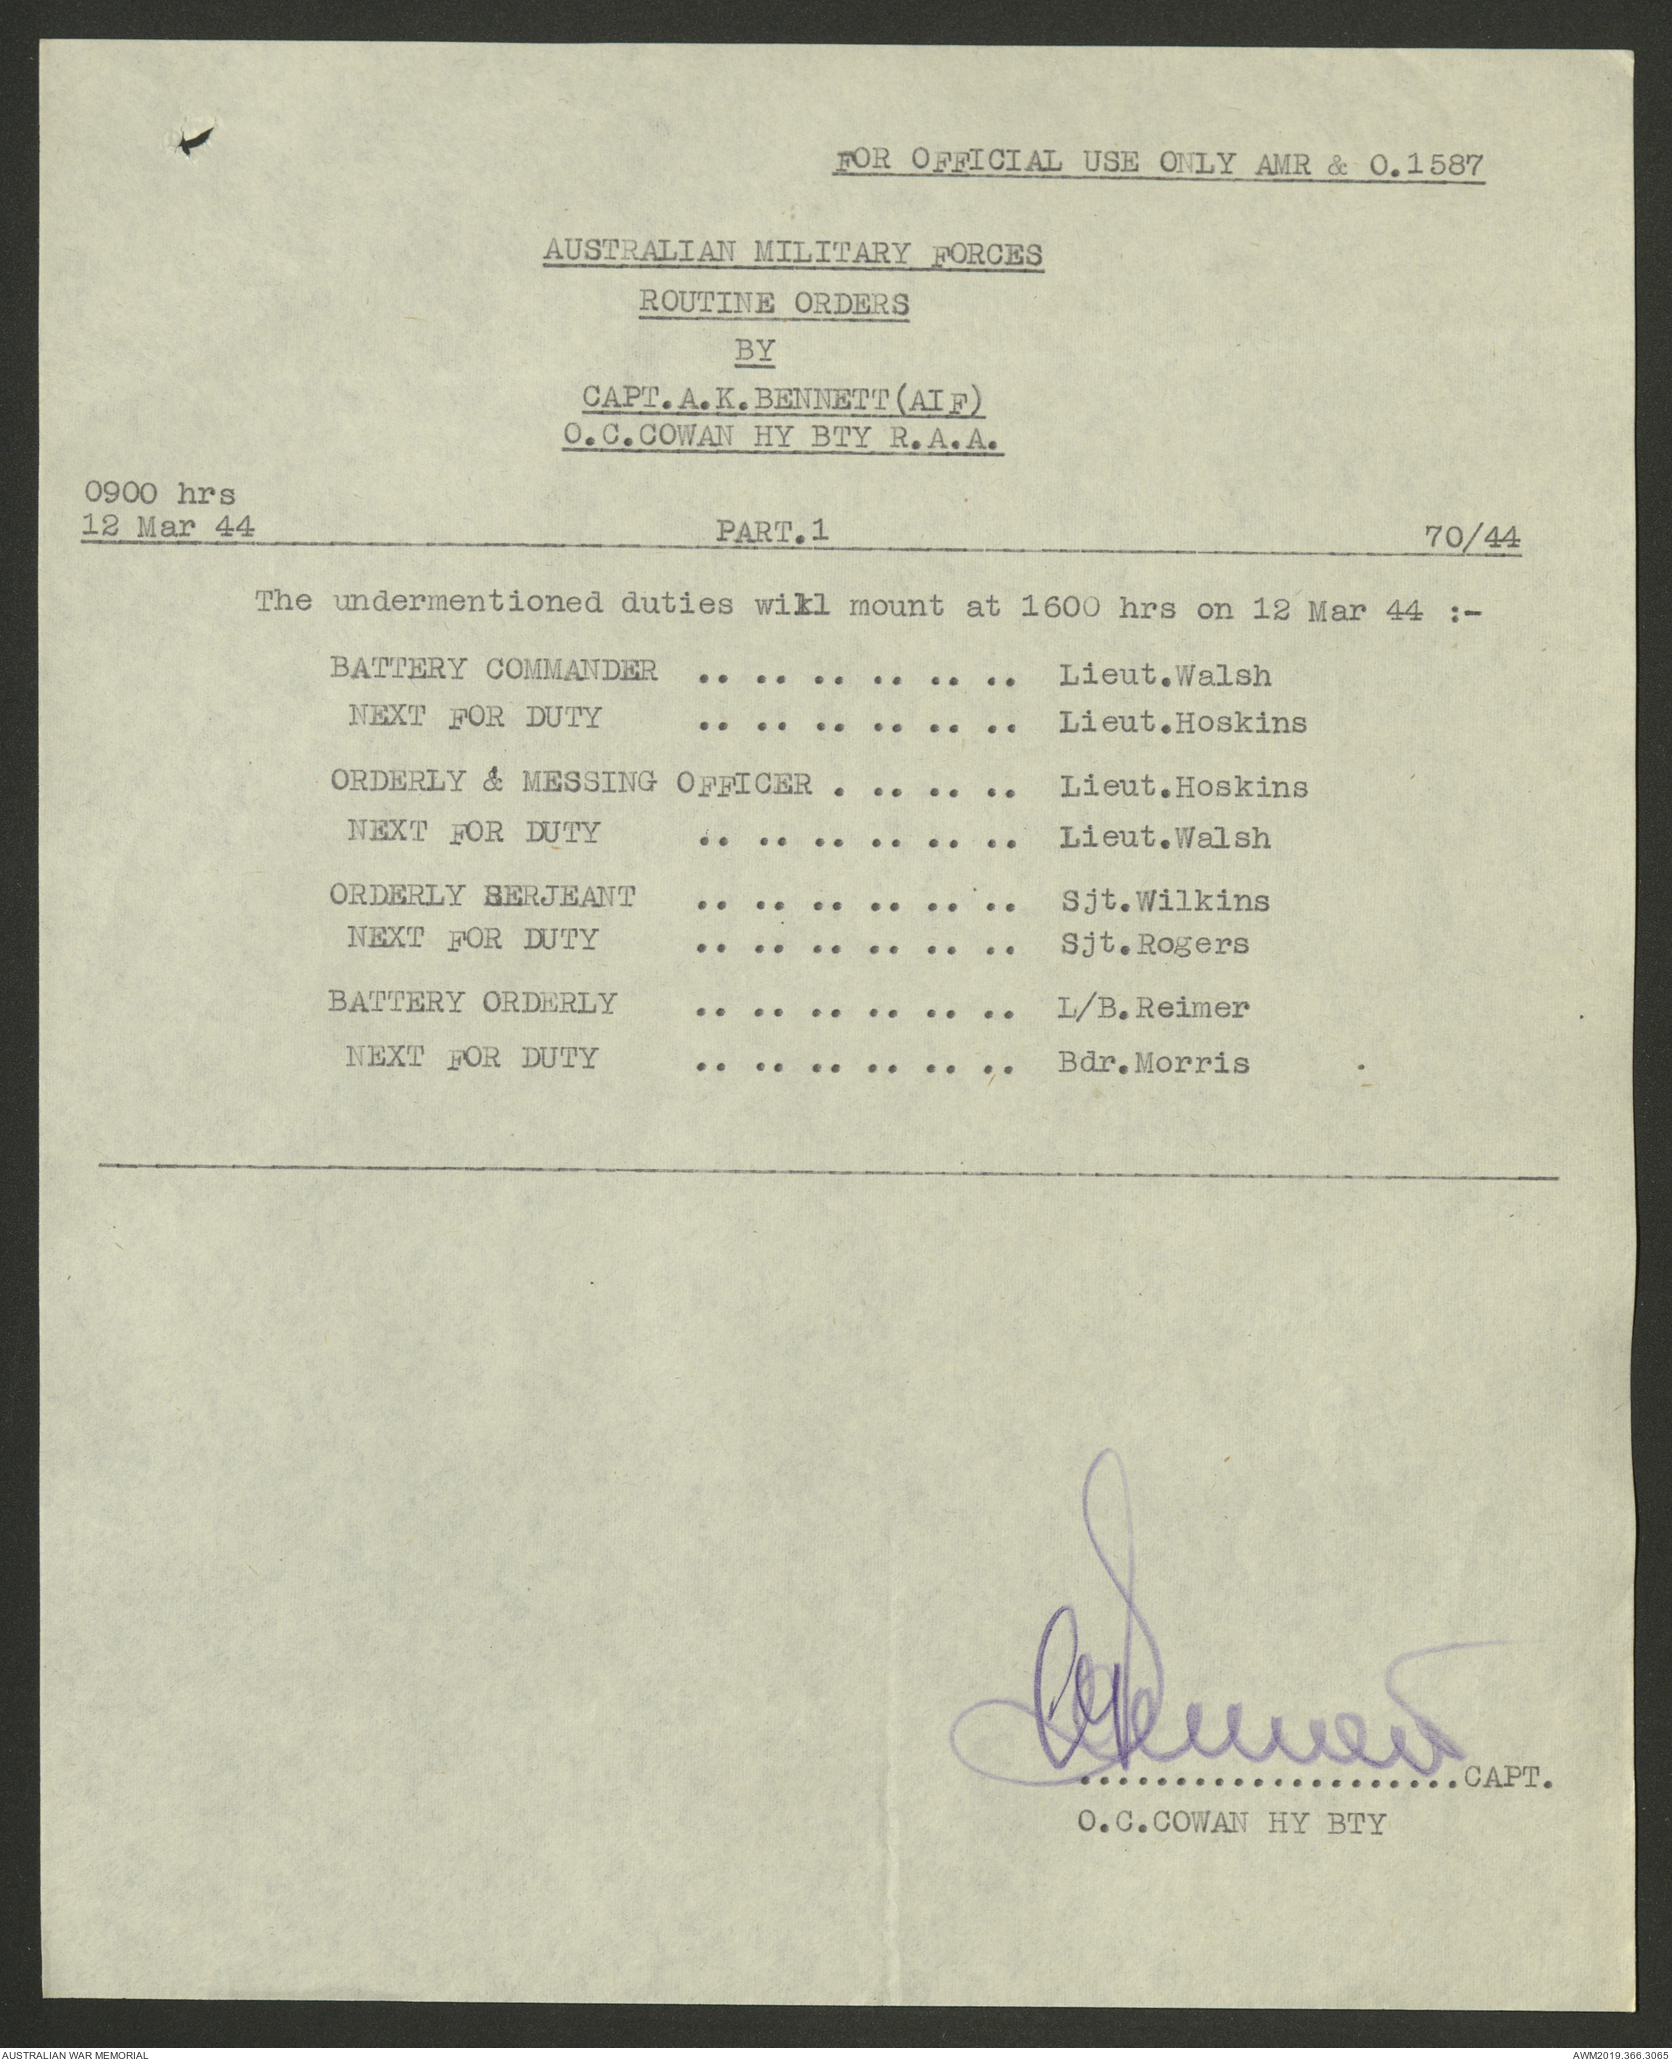 FOR OFFICIAL USE ONLY AMR & O.1587
AUSTRALIAN MILITARY FORCES
ROUTINE ORDERS
BY
CAPT.A.K.BENNETT(AIF)
O.C.COWAN HY BTY R.A.A.
0900 hrs
12 Mar 44 PART.1 70/44
The undermentioned duties will mount at 1600 hrs on 12 Mar 44 :-
BATTERY COMMANDER .. .. .. .. .. .. Lieut.Walsh
NEXT FOR DUTY .. .. .. .. .. .. Lieut.Hoskins
ORDERLY & MESSING OFFICER . .. .. .. Lieut.Hoskins
NEXT FOR DUTY .. .. .. .. .. .. Lieut.Walsh
ORDERLY SERJEANT .. .. .. .. .. .. Sjt.Wilkins
NEXT FOR DUTY .. .. .. .. .. .. Sjt.Rogers
BATTERY ORDERLY .. .. .. .. .. .. L/B.Reimer
NEXT FOR DUTY .. .. .. .. .. .. Bdr.Morris
AKBennett
....................CAPT.
O.C.COWAN HY BTY
AUSTRALIAN WAR MEMORIAL AWM2019.366.3065